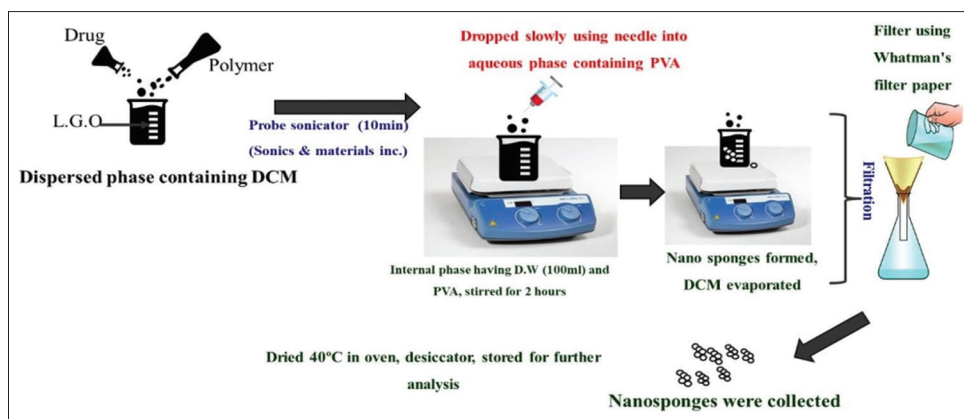 Drug
Polymer
L.G.O
Dispersed phase containing DCM
Probe sonicator (10min)
(Sonics & materials inc.)
Dropped slowly using needle into
aqueous phase containing PVA
Internal phase having D.W (100ml) and
PVA, stirred for 2 hours
Nano sponges formed,
DCM evaporated
Filtration
Filter using
Whatman's
filter paper
Dried 40°C in oven, desiccator, stored for further
analysis
Nanosponges were collected